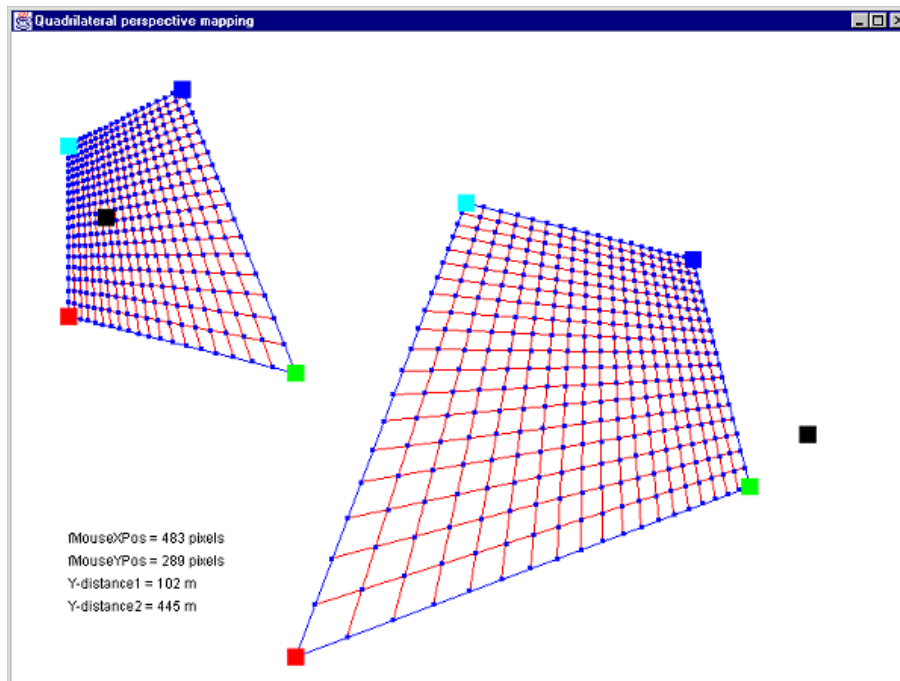 Quadrilateral perspective mapping
fMouseXPos = 483 pixels
fMouseYPos = 289 pixels
Y-distance1 = 102 m
Y-distance2 = 445 m